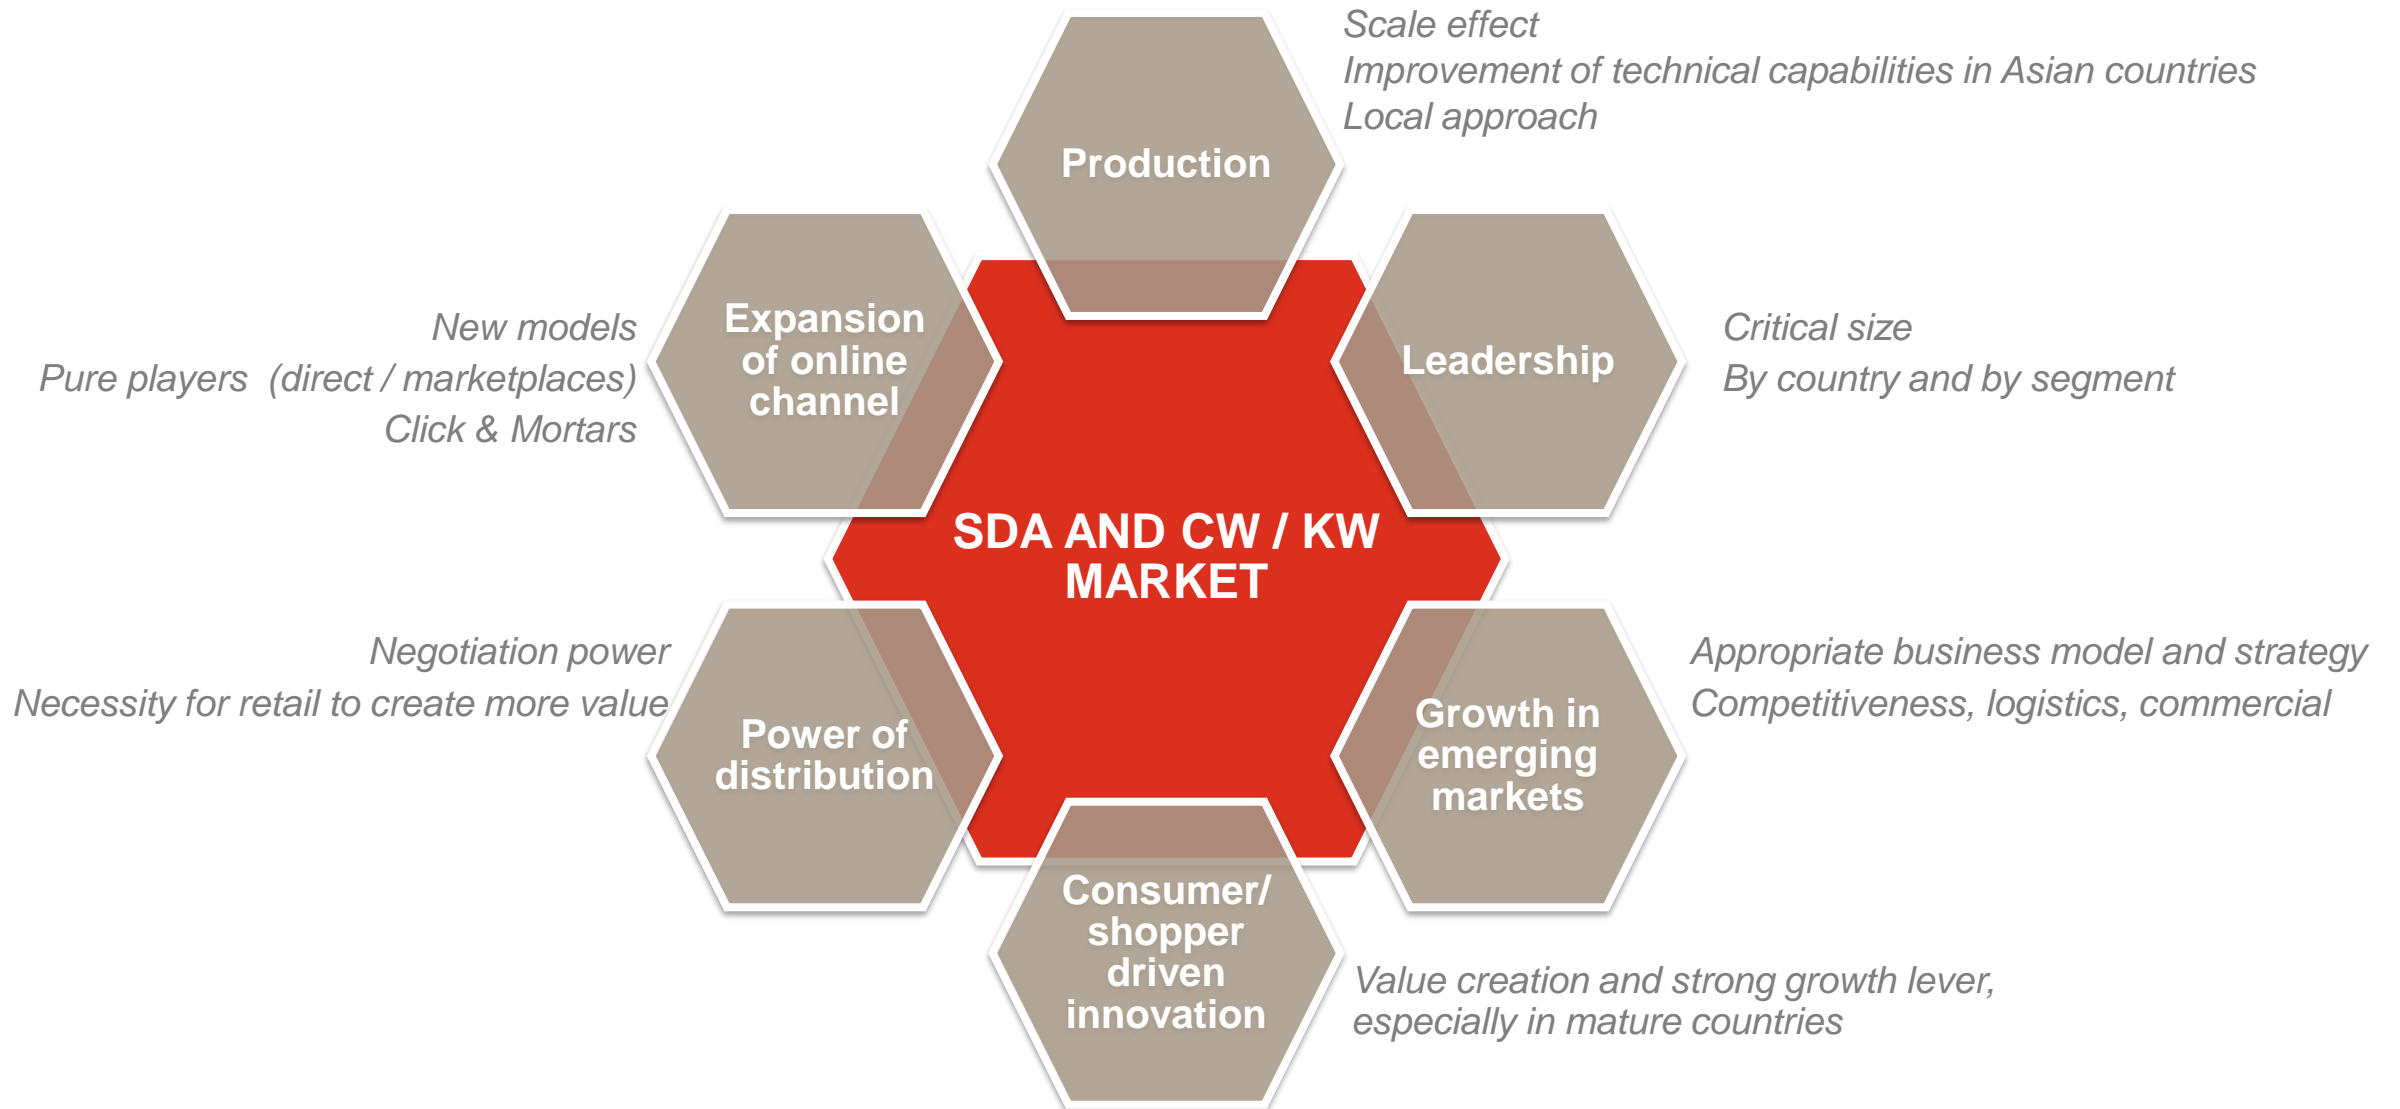 Scale effect
Improvement of technical capabilities in Asian countries
Local approach
Production
Expansion
of online
channel
New models
Pure players (direct / marketplaces)
Click & Mortars
Leadership
Critical size
By country and by segment
SDA AND CW / KW
MARKET
Negotiation power
Necessity for retail to create more value
Power of
distribution
Growth in
emerging
markets
Appropriate business model and strategy
Competitiveness, logistics, commercial
Consumer/
shopper
driven
innovation
Value creation and strong growth lever,
especially in mature countries